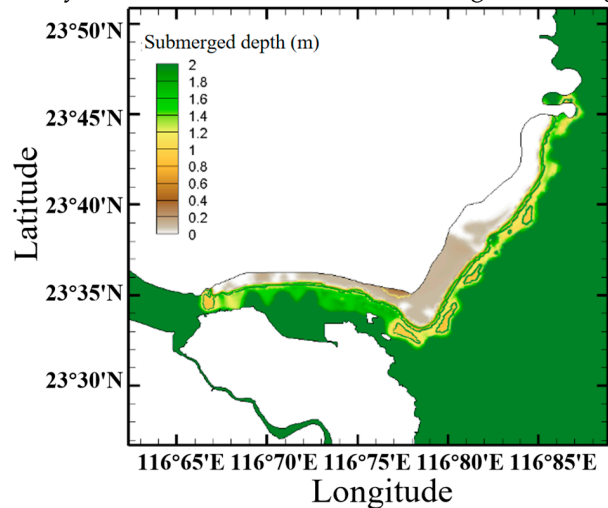 23°50'N
Submerged depth (m)
2
1.8
1.6
1.4
1.2
1
0.8
0.6
0.4
0.2
0
23°45'N
23°40'N
23°35'N
23°30'N
Latitude
116°65'E 116°70'E 116°75'E 116°80'E 116°85'E
Longitude